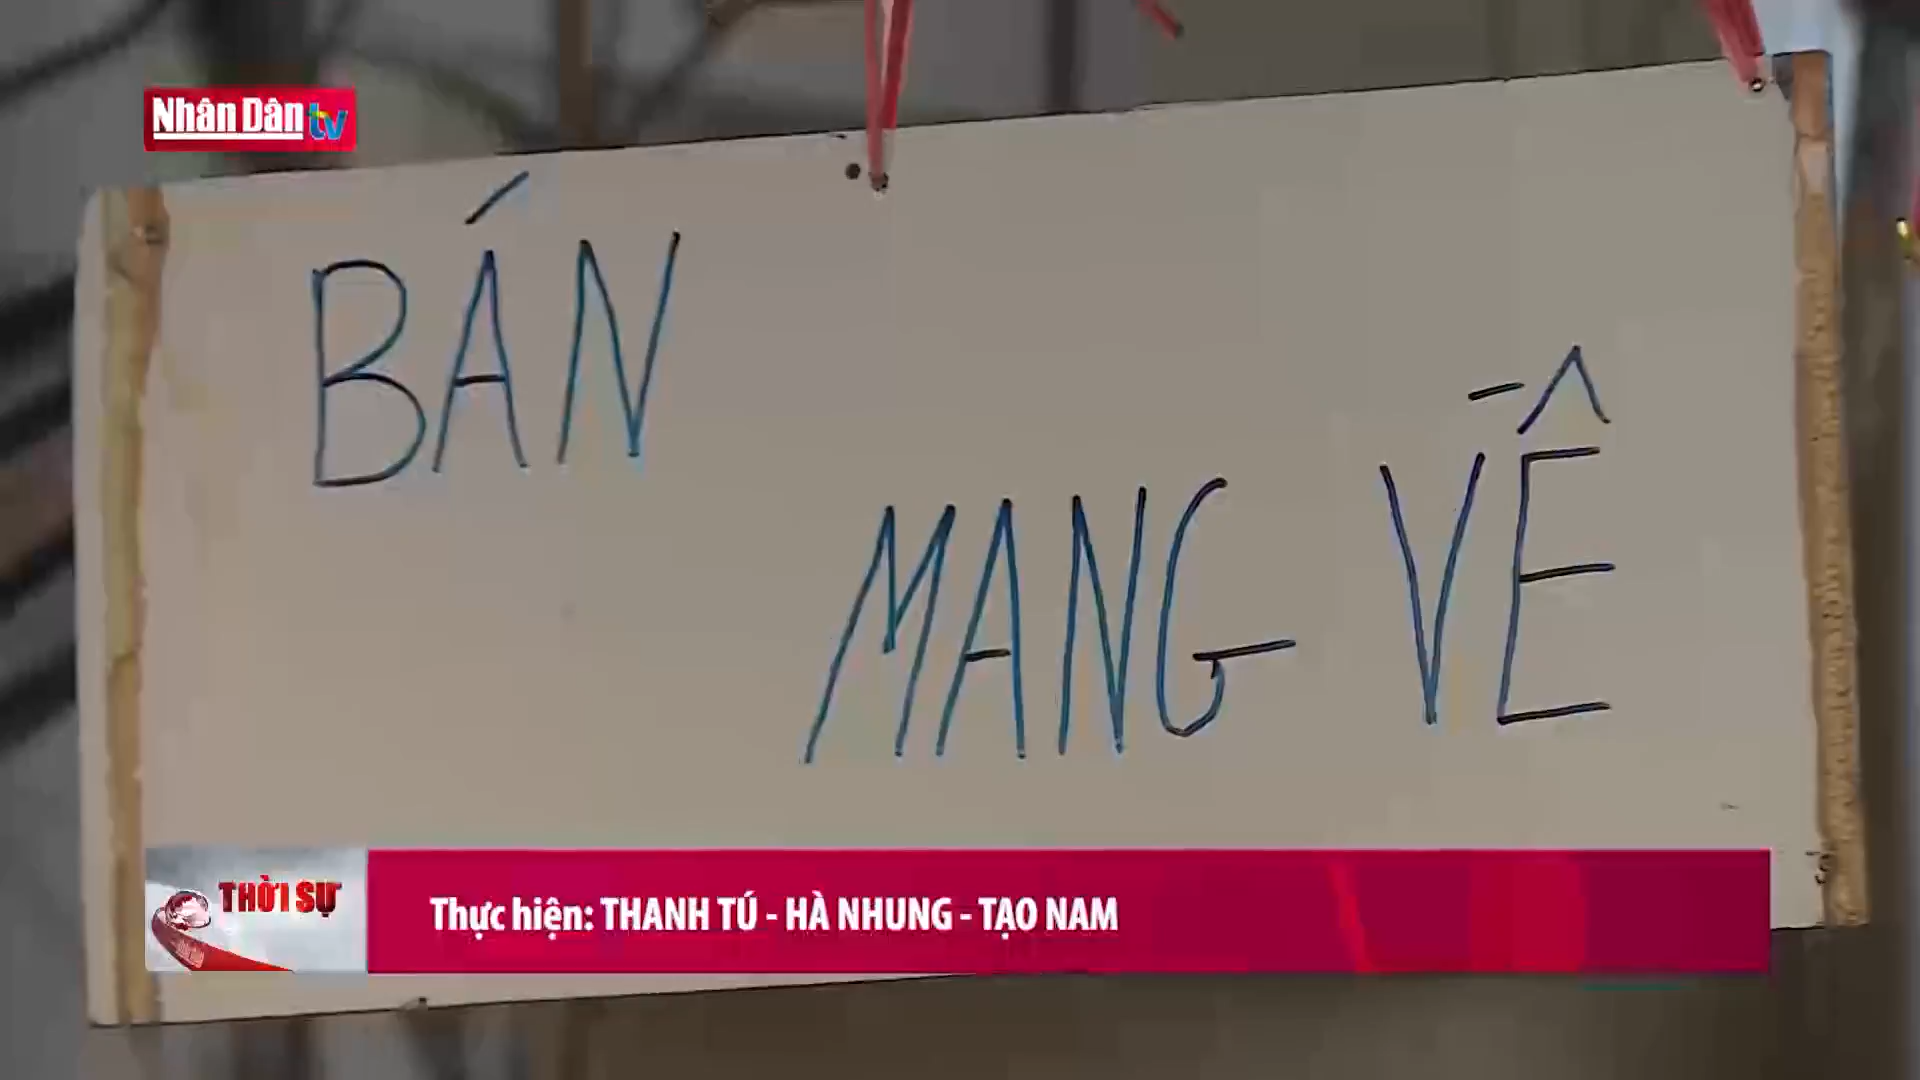 Nhân Dân tv
BÁN
MANG VỀ
THỜI SỰ
Thực hiện: THANH TÚ - HÀ NHUNG - TẠO NAM